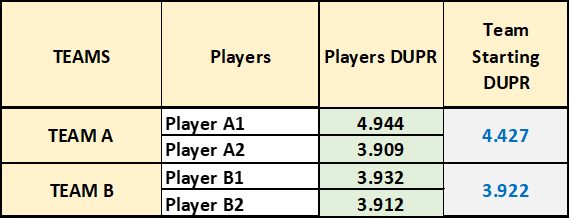 TEAMS Players Players DUPR Team
Starting
DUPR
TEAM A Player A1 4.944 4.427
Player A2 3.909
TEAM B Player B1 3.932 3.922
Player B2 3.912